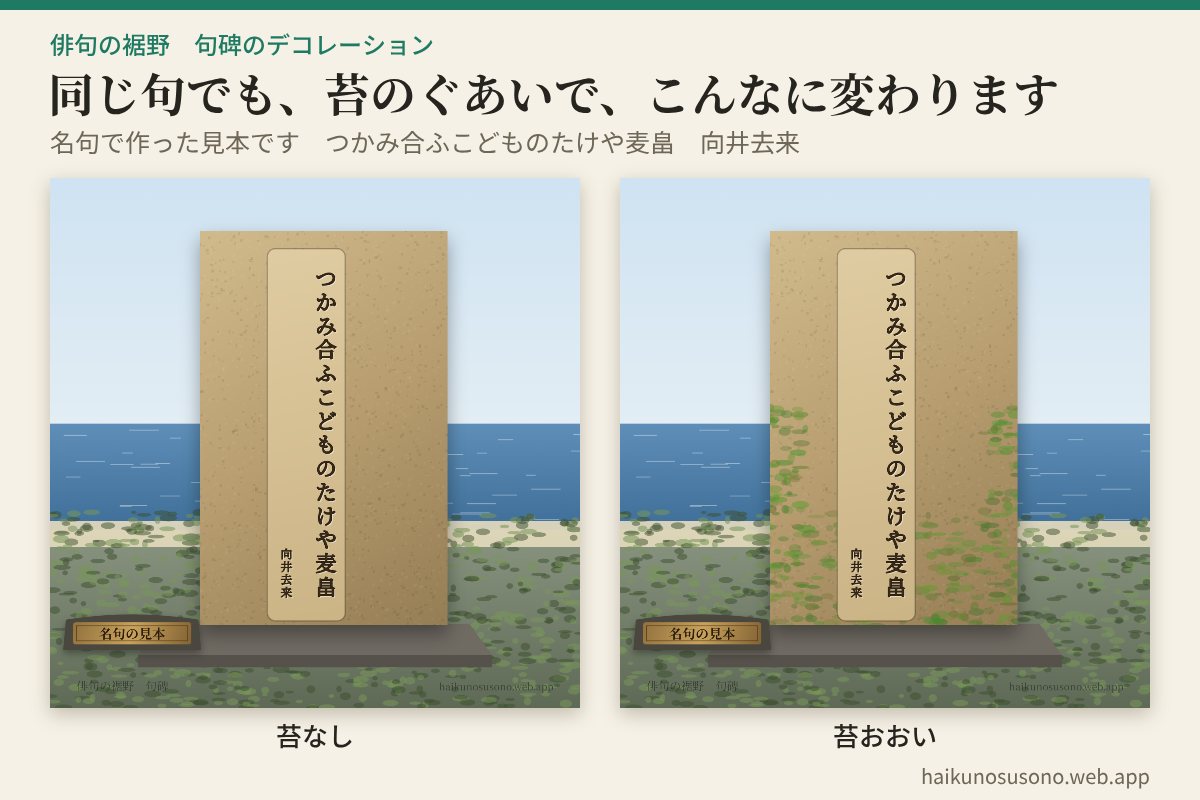 俳句の裾野　句碑のデコレーション
同じ句でも、苔のぐあいで、こんなに変わります
名句で作った見本です　つかみ合ふこどものたけや麦畠　向井去来
つかみ合ふこどものたけや麦畠
向井去来
名句の見本
俳句の裾野　句碑
haikunosusono.web.app
苔なし
つかみ合ふこどものたけや麦畠
向井去来
名句の見本
俳句の裾野　句碑
haikunosusono.web.app
苔おおい
haikunosusono.web.app